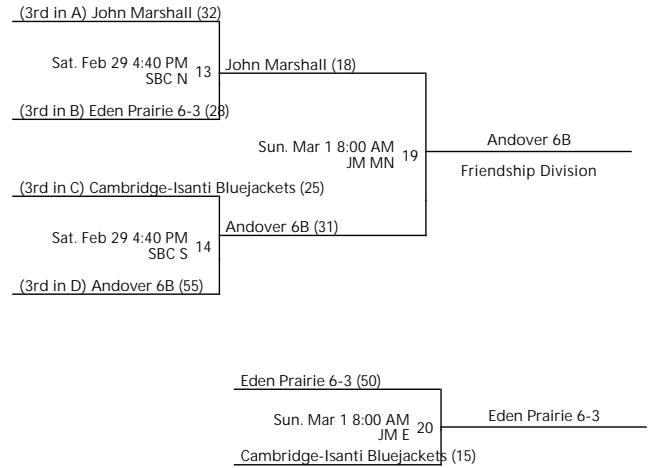 (3rd in A) John Marshall (32)
Sat. Feb 29 4:40 PM
SBC N
13
John Marshall (18)
(3rd in B) Eden Prairie 6-3 (28)
Sun. Mar 1 8:00 AM
JM MN
19
Andover 6B
Friendship Division
(3rd in C) Cambridge-Isanti Bluejackets (25)
Sat. Feb 29 4:40 PM
SBC S
14
Andover 6B (31)
(3rd in D) Andover 6B (55)
Eden Prairie 6-3 (50)
Sun. Mar 1 8:00 AM
JM E
20
Eden Prairie 6-3
Cambridge-Isanti Bluejackets (15)